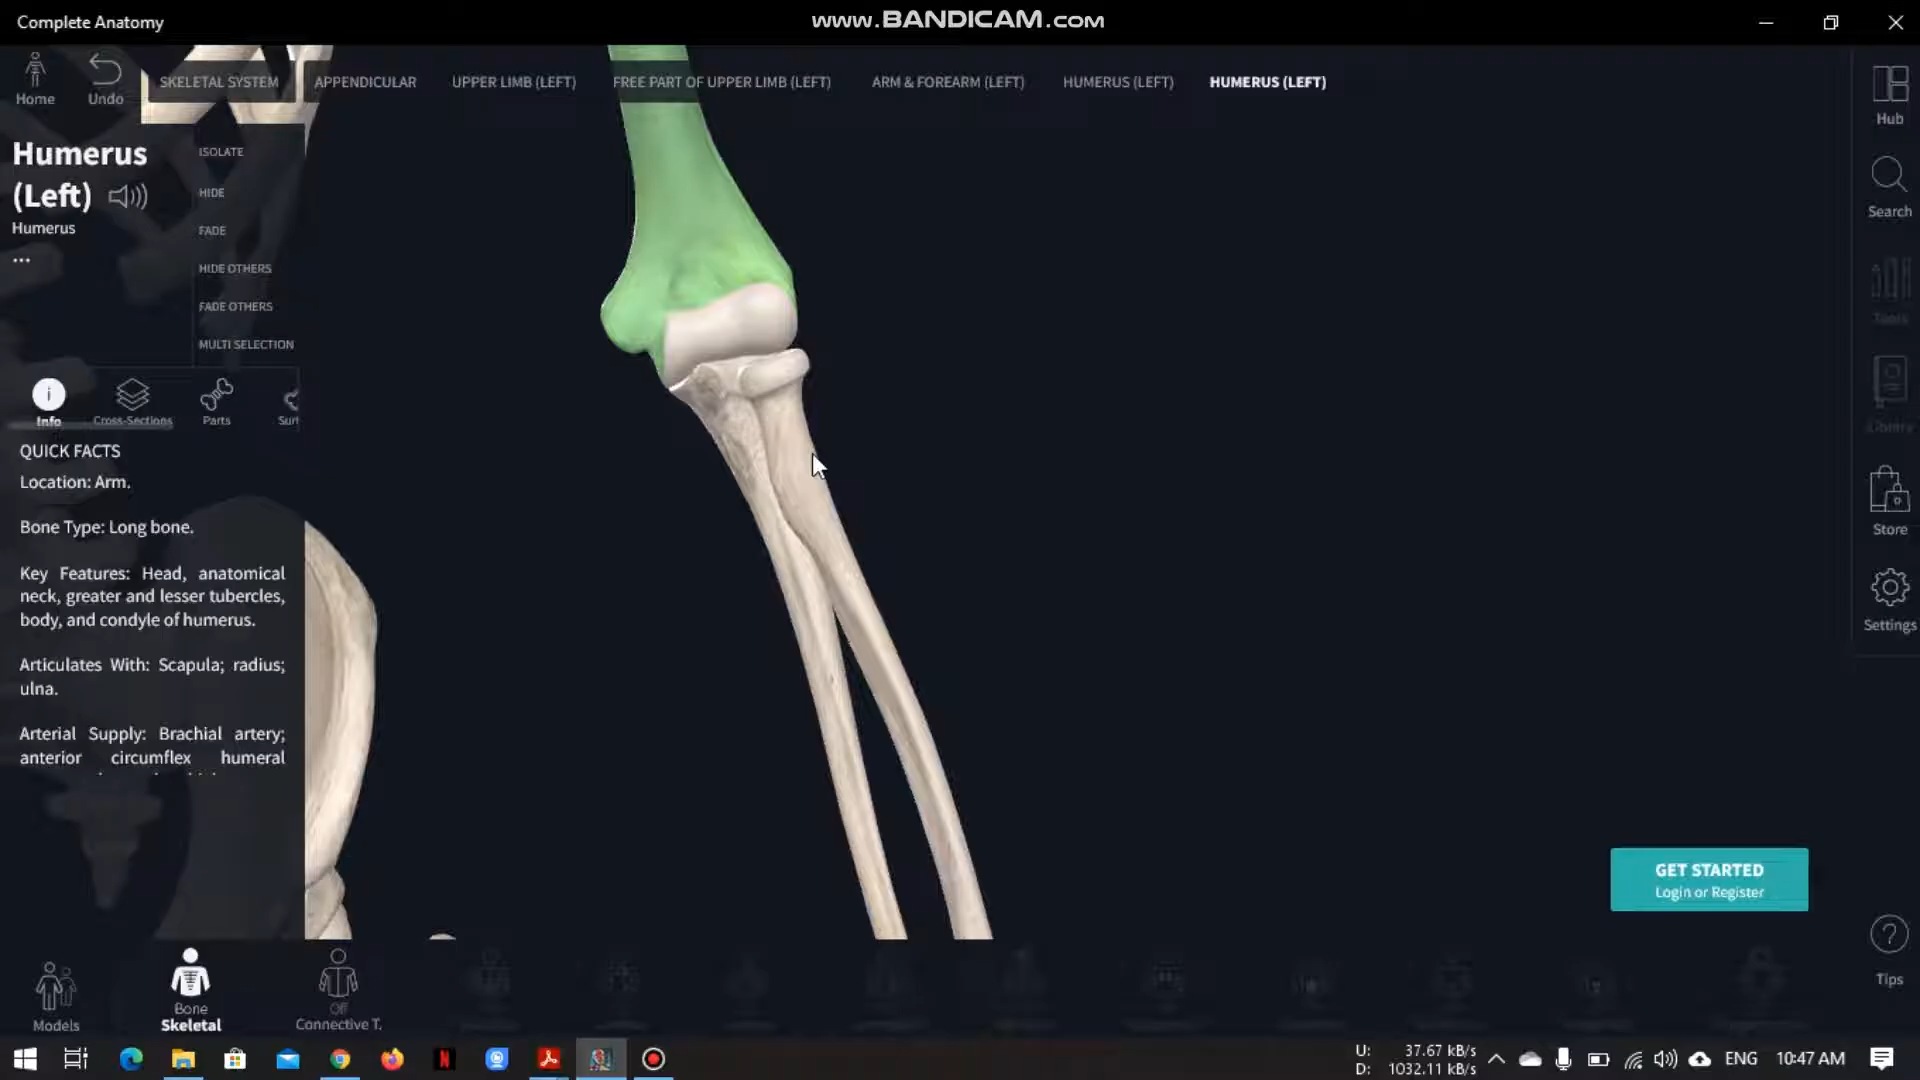 Complete Anatomy
www.BANDICAM.com
Home
Undo
SKELETAL SYSTEM
APPENDICULAR
UPPER LIMB (LEFT)
FREE PART OF UPPER LIMB (LEFT)
ARM & FOREARM (LEFT)
HUMERUS (LEFT)
HUMERUS (LEFT)
Hub
Humerus
(Left)
Humerus
...
ISOLATE
HIDE
FADE
HIDE OTHERS
FADE OTHERS
MULTI SELECTION
Search
Tools
Library
Store
Settings
Info
Cross-Sections
Parts
Surf
QUICK FACTS
Location: Arm.
Bone Type: Long bone.
Key Features: Head, anatomical
neck, greater and lesser tubercles,
body, and condyle of humerus.
Articulates With: Scapula; radius;
ulna.
Arterial Supply: Brachial artery;
anterior circumflex humeral
GET STARTED
Login or Register
Tips
Models
Bone
Skeletal
Off
Connective T.
U: 37.67 kB/s
D: 1032.11 kB/s
ENG
10:47 AM